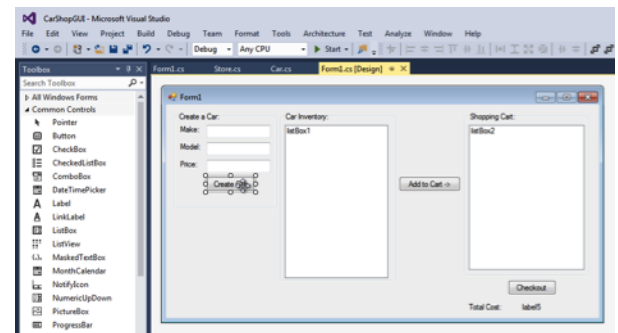 CarShopGUI - Microsoft Visual Studio
File Edit View Project Build Debug Team Format Tools Architecture Test Analyze Window Help
Debug Any CPU Start
Toolbox
Form1.cs Store.cs Car.cs Form1.cs [Design]
Search Toolbox
All Windows Forms
Common Controls
Pointer
Button
CheckBox
CheckedListBox
ComboBox
DateTimePicker
Label
LinkLabel
ListBox
ListView
MaskedTextBox
MonthCalendar
NotifyIcon
NumericUpDown
PictureBox
ProgressBar
Form1
Create a Car: Car Inventory: Shopping Cart:
Make: listBox1 listBox2
Model:
Price:
Create Add to Cart ->
Checkout
Total Cost: label5